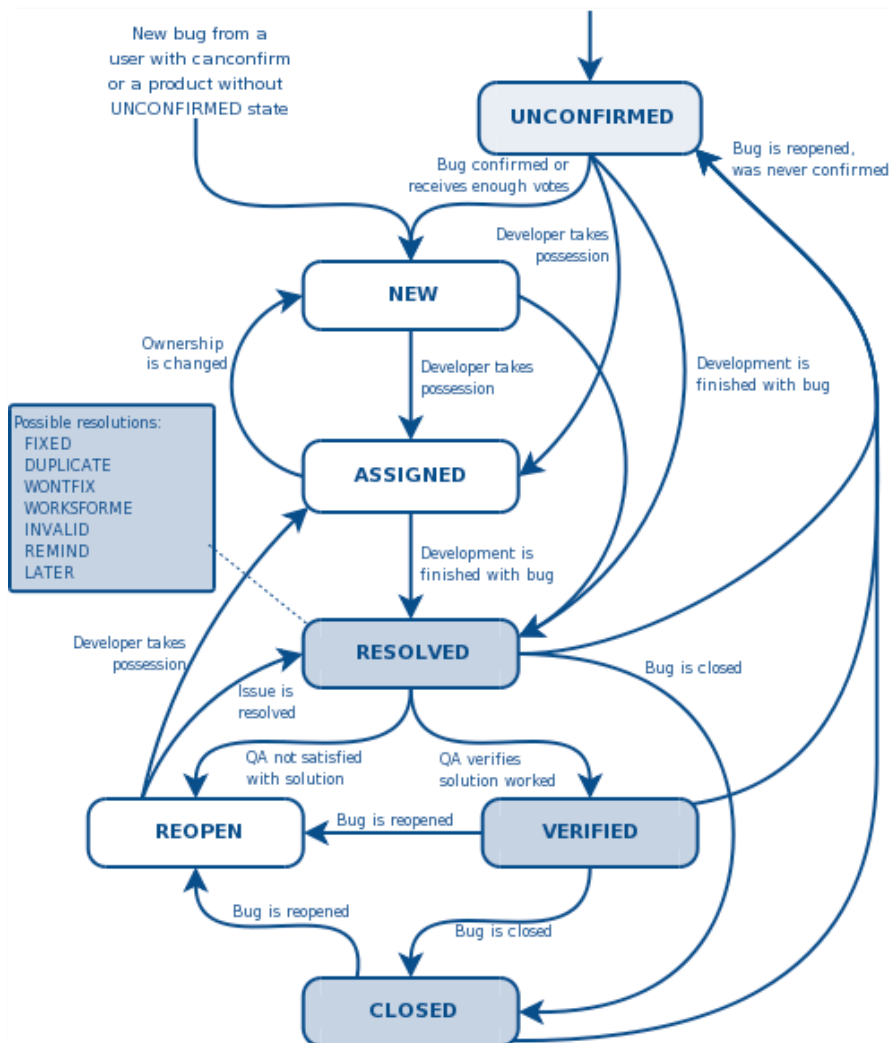 New bug from a
user with canconfirm
or a product without
UNCONFIRMED state
UNCONFIRMED
Bug is reopened,
was never confirmed
Bug confirmed or
receives enough votes
Developer takes
possession
NEW
Ownership
is changed
Developer takes
possession
Development is
finished with bug
Possible resolutions:
FIXED
DUPLICATE
WONTFIX
WORKSFORME
INVALID
REMIND
LATER
ASSIGNED
Development is
finished with bug
Developer takes
possession
RESOLVED
Bug is closed
Issue is
resolved
QA not satisfied
with solution
QA verifies
solution worked
REOPEN
Bug is reopened
VERIFIED
Bug is reopened
Bug is closed
CLOSED